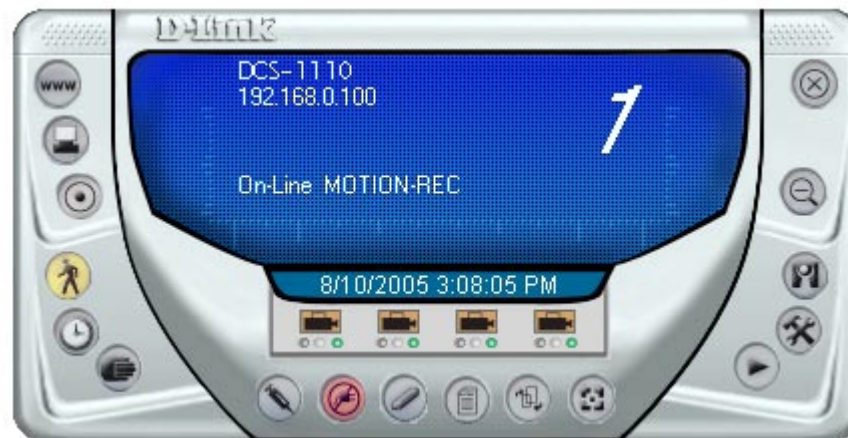 D-Link
www
DCS-1110
192.168.0.100
1
On-Line MOTION-REC
8/10/2005 3:08:05 PM